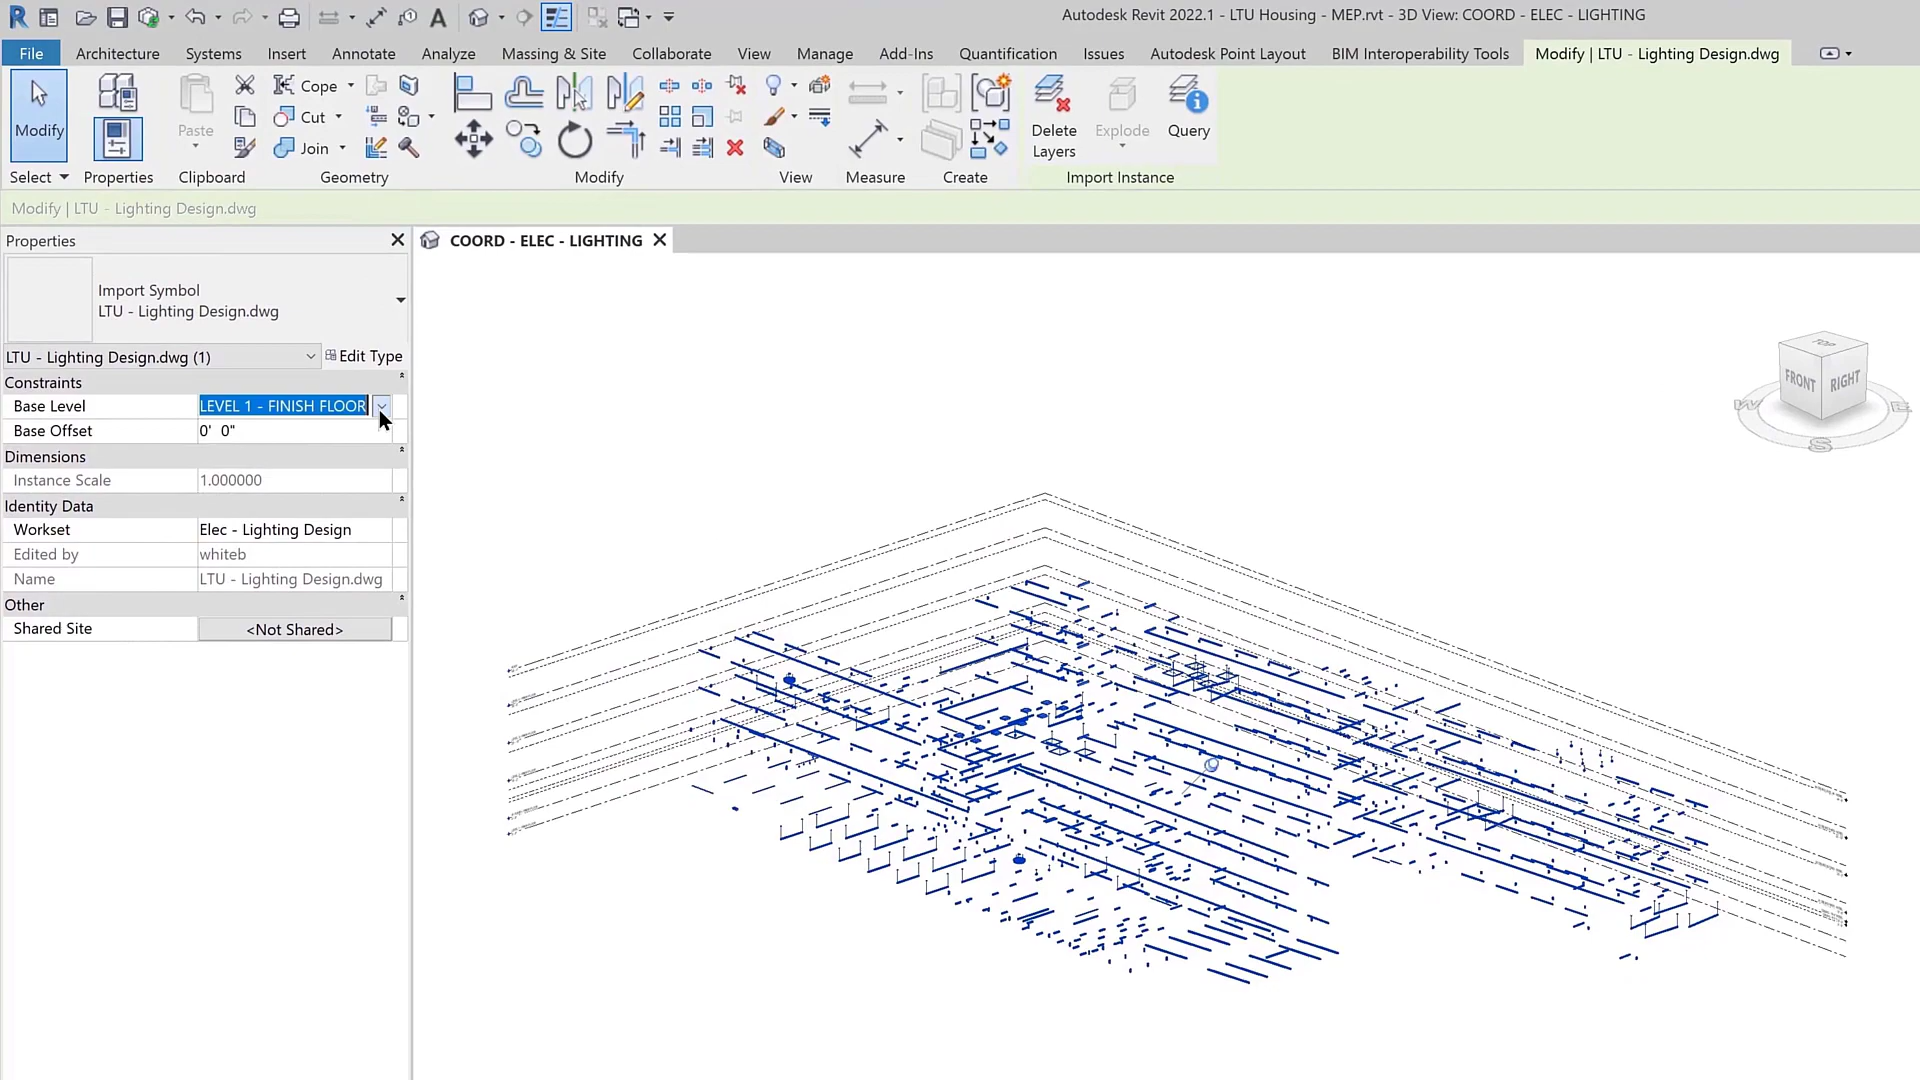 Autodesk Revit 2022.1 - LTU Housing - MEP.rvt - 3D View: COORD - ELEC - LIGHTING
File Architecture Systems Insert Annotate Analyze Massing & Site Collaborate View Manage Add-Ins Quantification Issues Autodesk Point Layout BIM Interoperability Tools Modify | LTU - Lighting Design.dwg
Modify
Paste
Cope
Cut
Join
Delete
Layers
Explode
Query
Select Properties Clipboard Geometry Modify View Measure Create Import Instance
Modify | LTU - Lighting Design.dwg
Properties
COORD - ELEC - LIGHTING
Import Symbol
LTU - Lighting Design.dwg
LTU - Lighting Design.dwg (1) Edit Type
Constraints
Base Level LEVEL 1 - FINISH FLOOR
Base Offset 0' 0"
Dimensions
Instance Scale 1.000000
Identity Data
Workset Elec - Lighting Design
Edited by whiteb
Name LTU - Lighting Design.dwg
Other
Shared Site <Not Shared>
TOP
FRONT RIGHT
W E
S